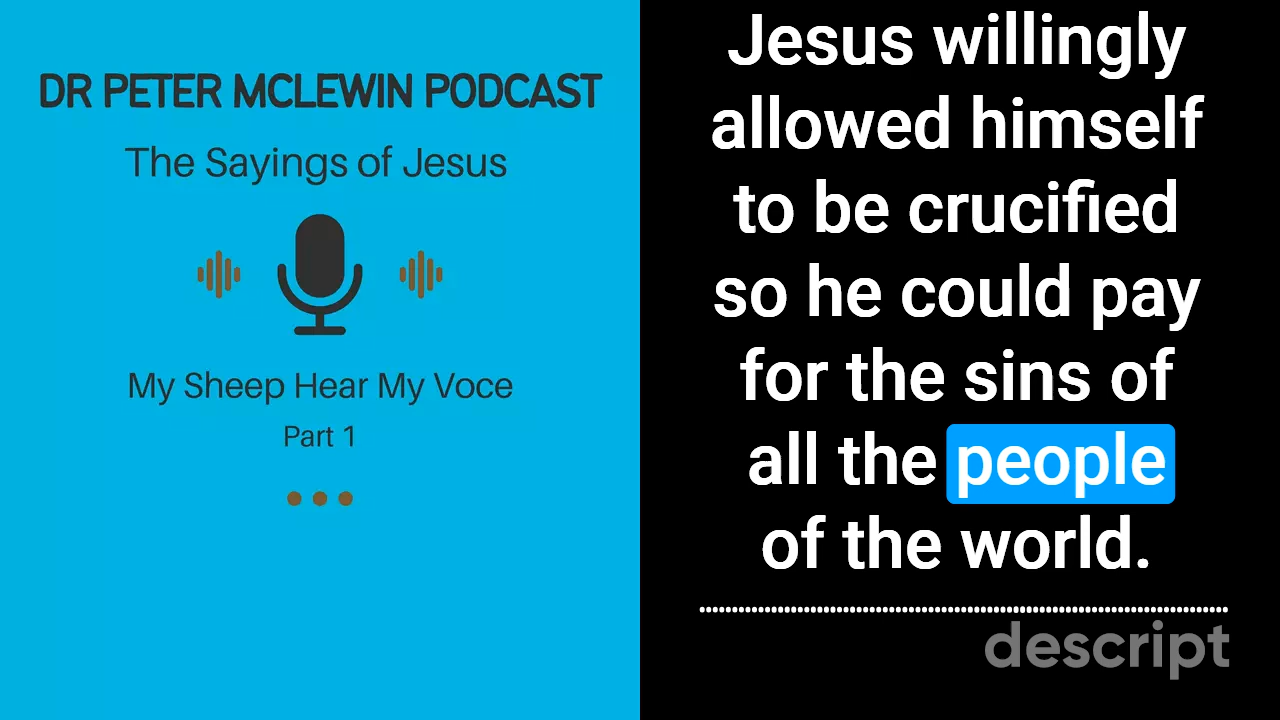 DR PETER MCLEWIN PODCAST
The Sayings of Jesus
My Sheep Hear My Voce
Part 1
Jesus willingly
allowed himself
to be crucified
so he could pay
for the sins of
all the people
of the world.
descript